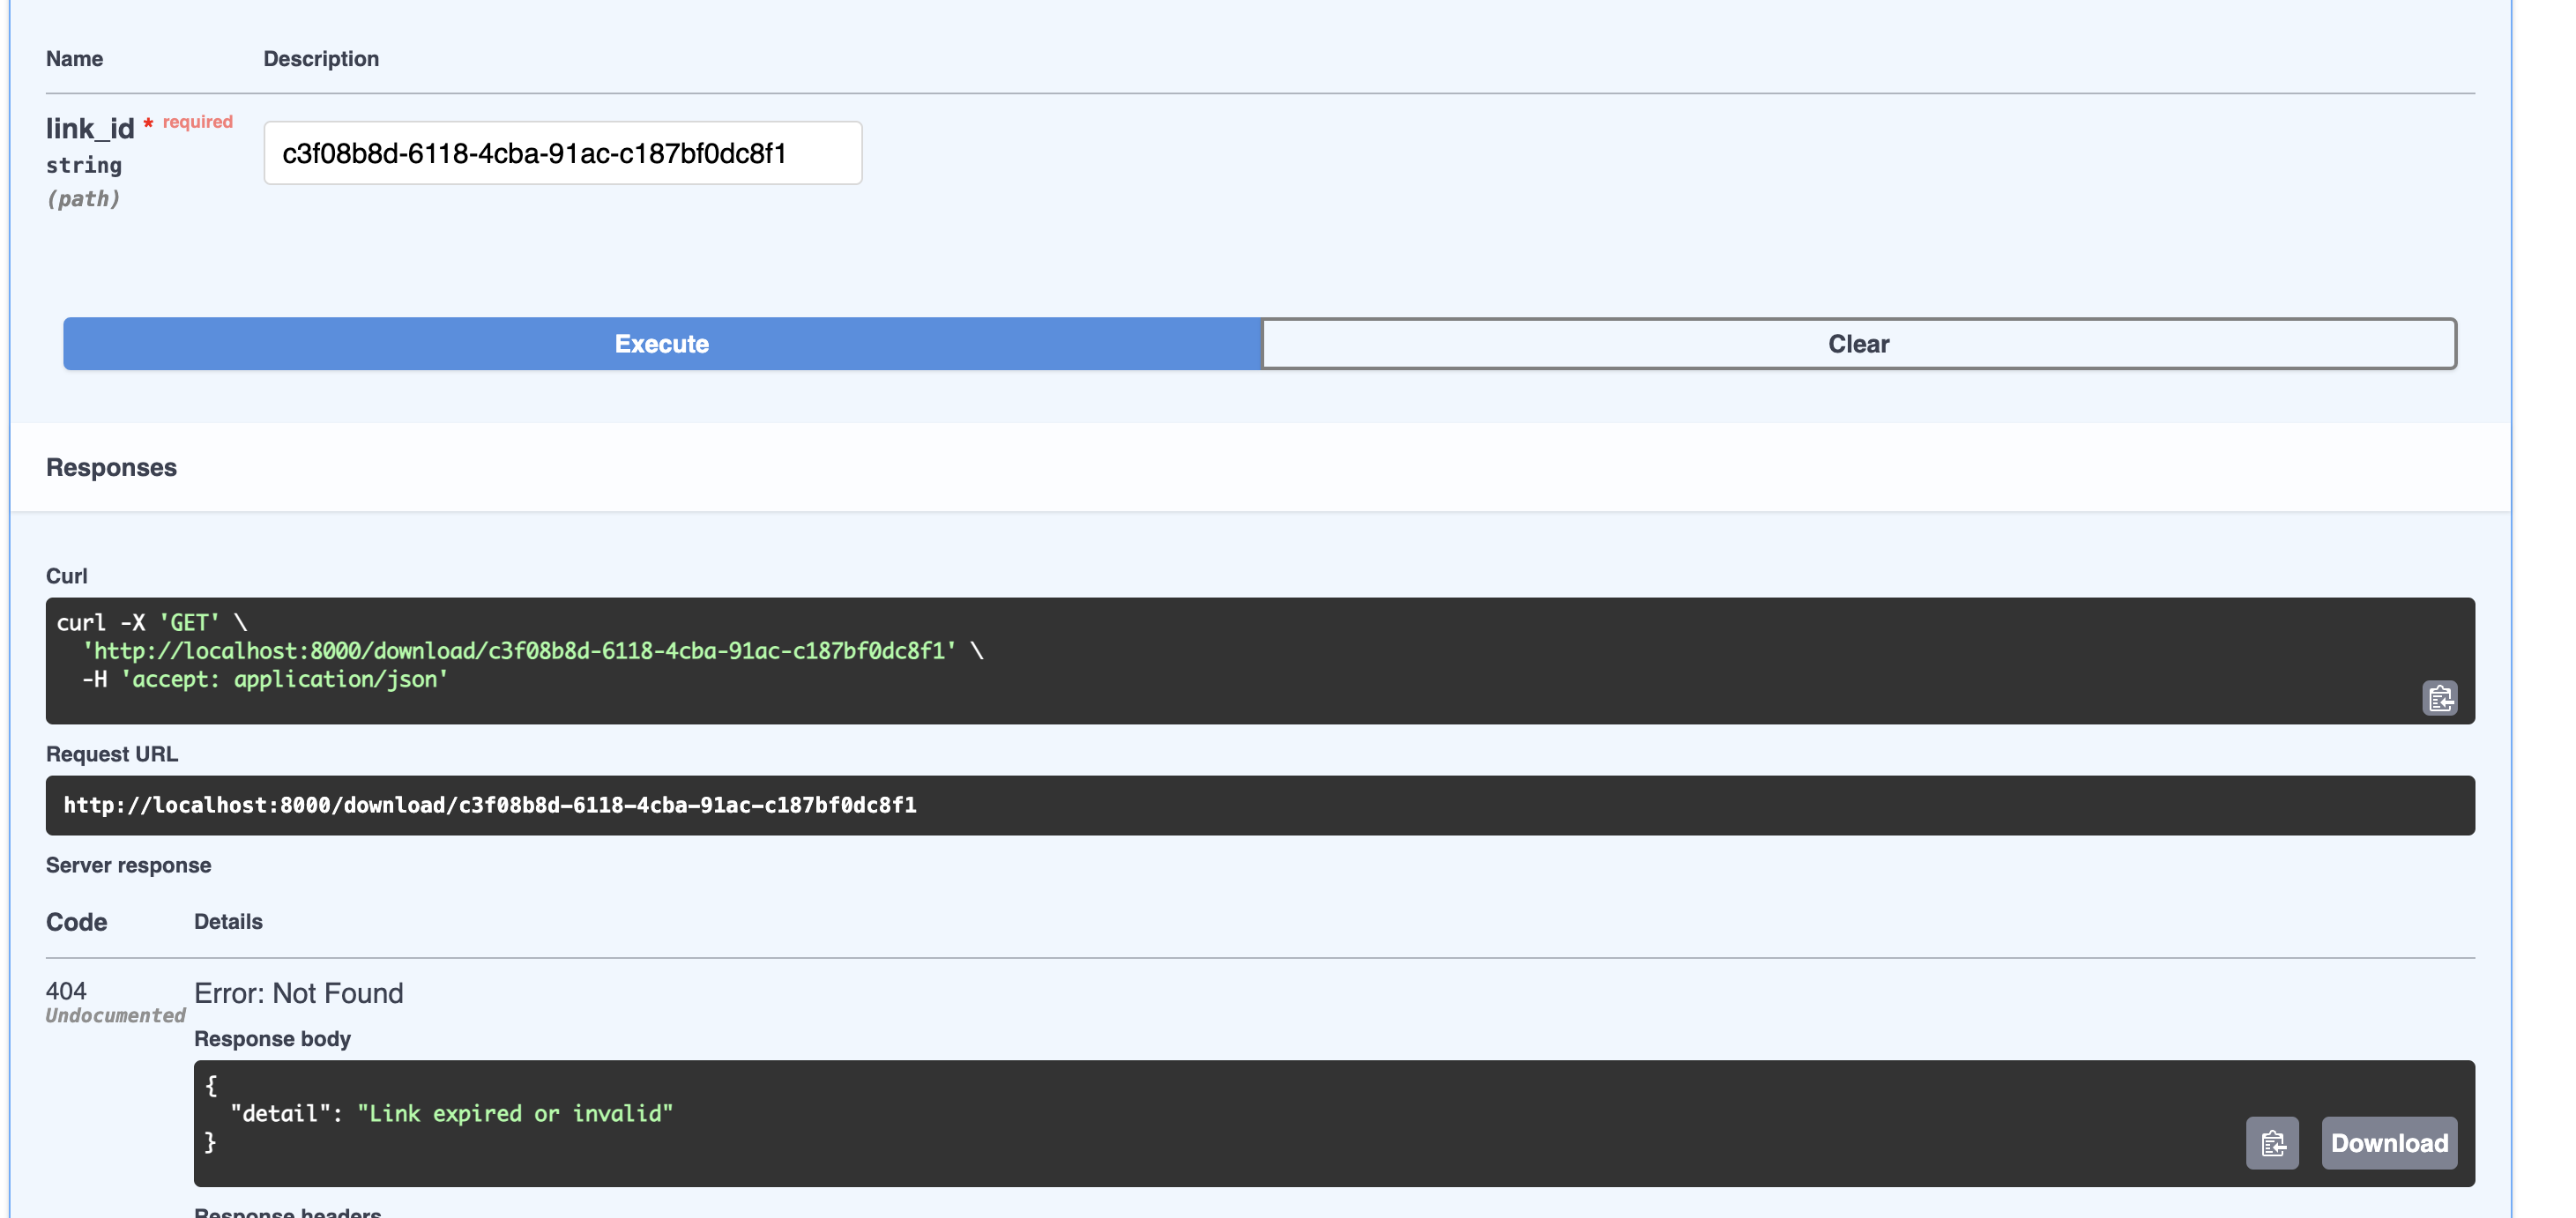 Name Description
link_id * required
c3f08b8d-6118-4cba-91ac-c187bf0dc8f1
string
(path)
Execute Clear
Responses
Curl
curl -X 'GET' \
  'http://localhost:8000/download/c3f08b8d-6118-4cba-91ac-c187bf0dc8f1' \
  -H 'accept: application/json'
Request URL
http://localhost:8000/download/c3f08b8d-6118-4cba-91ac-c187bf0dc8f1
Server response
Code Details
404 Error: Not Found
Undocumented
Response body
{
  "detail": "Link expired or invalid"
}
Download
Response headers